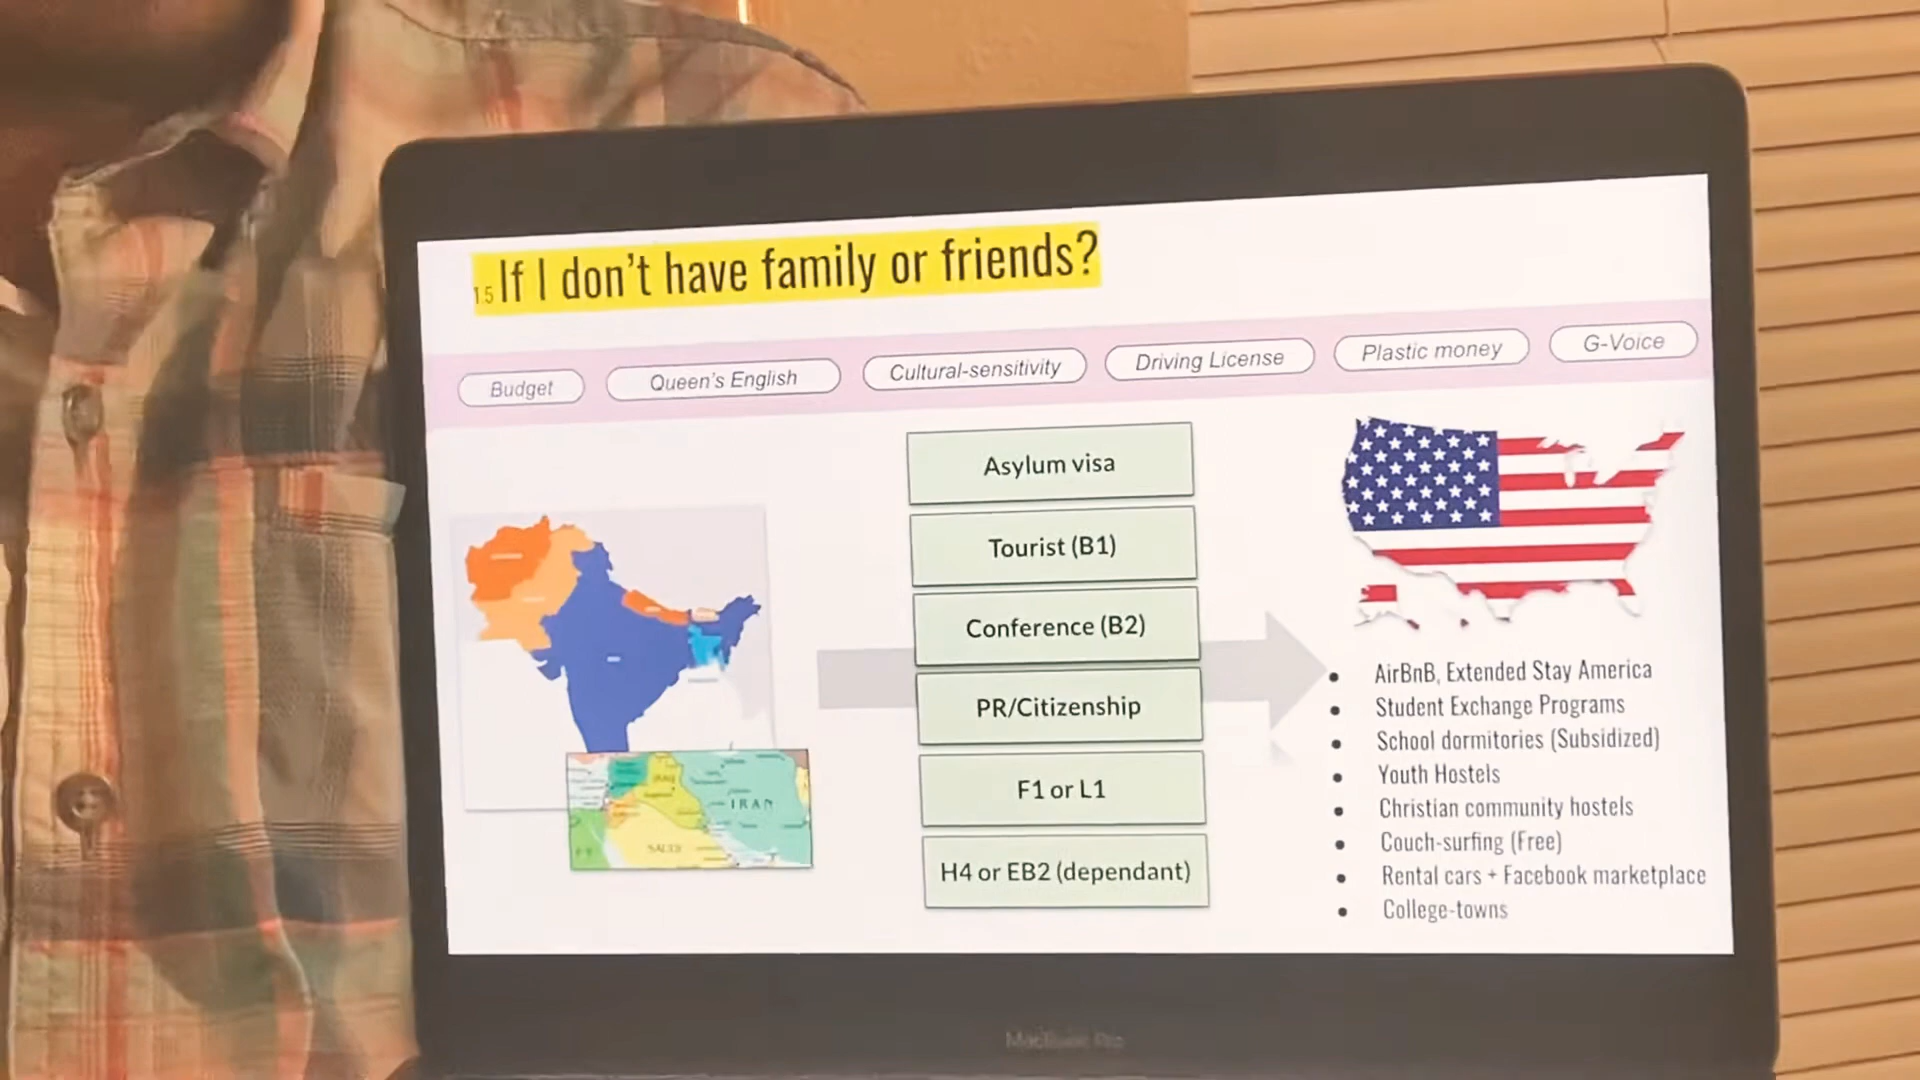 15 If I don't have family or friends?
Budget
Queen's English
Cultural-sensitivity
Driving License
Plastic money
G-Voice
Asylum visa
Tourist (B1)
Conference (B2)
PR/Citizenship
F1 or L1
H4 or EB2 (dependant)
IRAN
AirBnB, Extended Stay America
Student Exchange Programs
School dormitories (Subsidized)
Youth Hostels
Christian community hostels
Couch-surfing (Free)
Rental cars + Facebook marketplace
College-towns
MacBook Pro